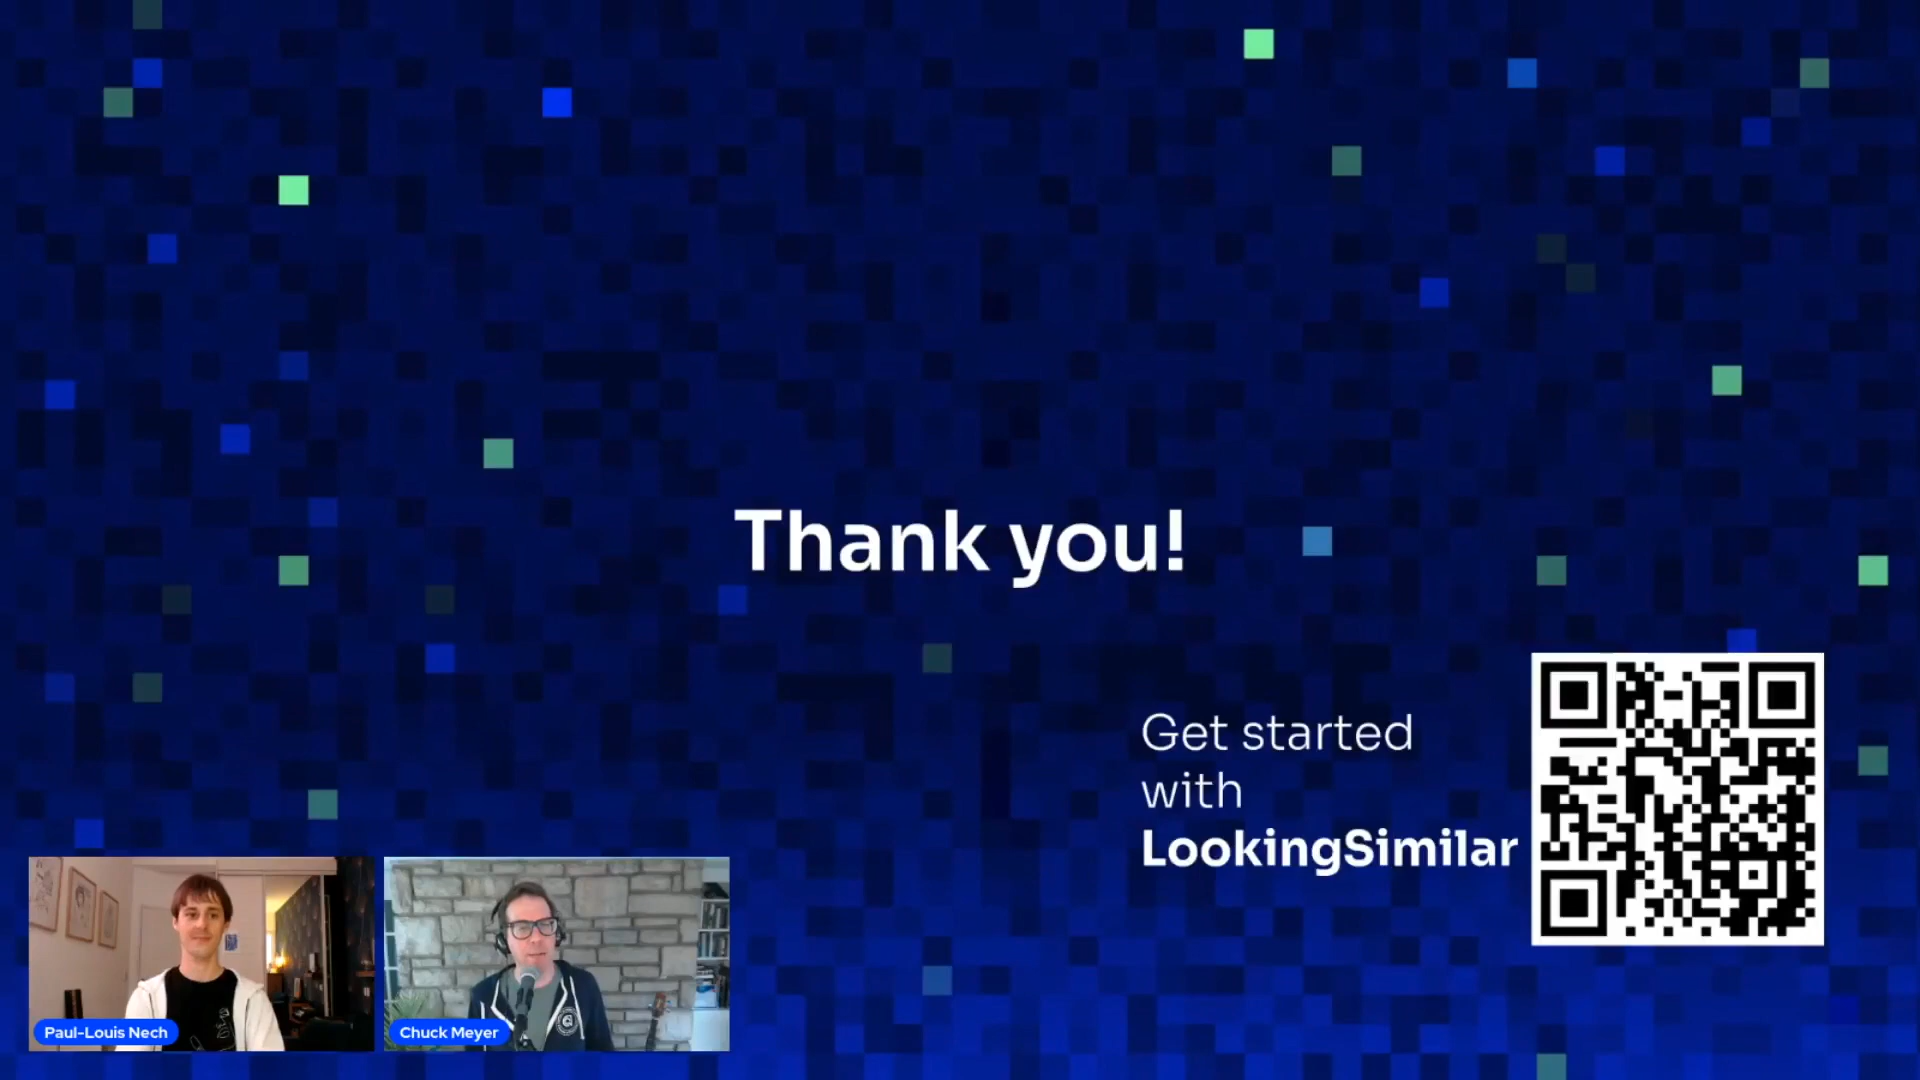 Thank you!
Get started
with
LookingSimilar
Paul-Louis Nech
Chuck Meyer